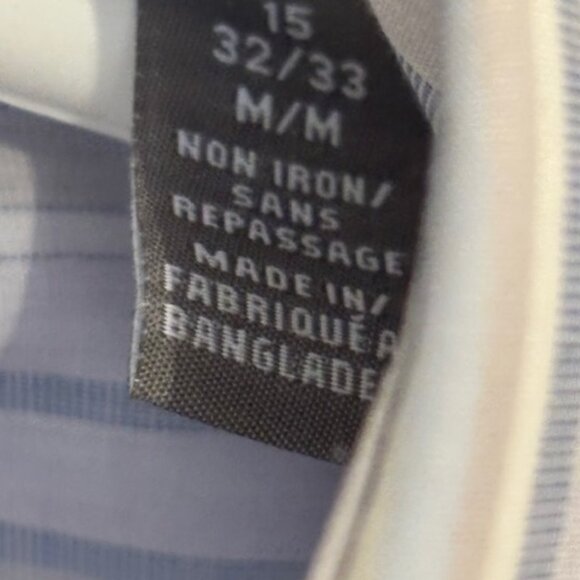 15
32/33
M/M
NON IRON/
SANS
REPASSAGE
MADE IN/
FABRIQUÉ A
BANGLADE